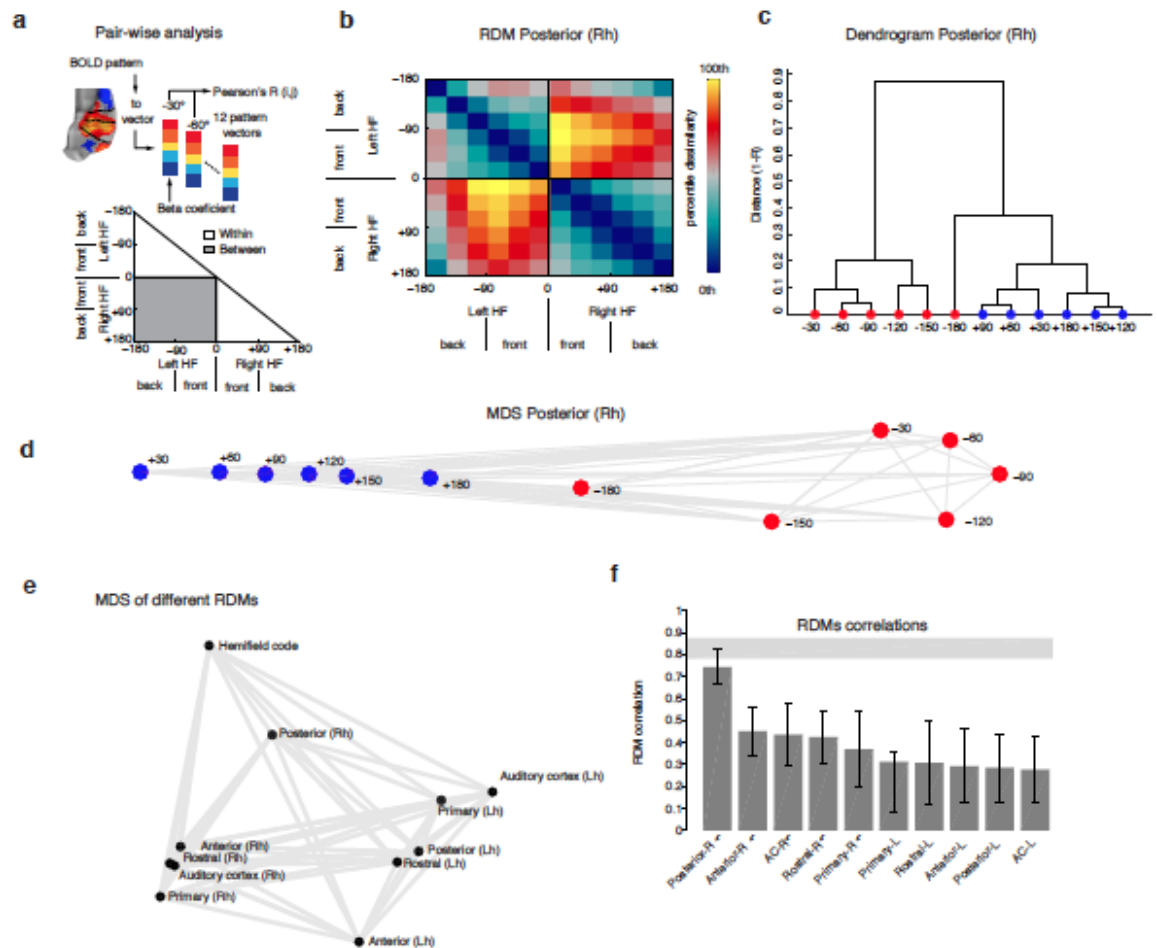 a
Pair-wise analysis
BOLD pattern
to
vector
-30°
-60°
Pearson's R (i,j)
12 pattern
vectors
Beta coeficient
Within
Between
-180
-90
0
+90
+180
back
front
front
back
Left HF
Right HF
-180 -90 0 +90 +180
Left HF Right HF
back front front back
b
RDM Posterior (Rh)
-180
-90
0
+90
+180
back
front
front
back
Left HF
Right HF
-180 -90 0 +90 +180
Left HF Right HF
back front front back
100th
percentile dissimilarity
0th
c
Dendrogram Posterior (Rh)
Distance (1-R)
0.9
0.8
0.7
0.6
0.5
0.4
0.3
0.2
0.1
0
-30 -60 -90 -120 -150 -180 +90 +60 +30 +180 +150 +120
MDS Posterior (Rh)
d
+30
+60
+90
+120
+150
+180
-180
-150
-30
-60
-90
-120
e
MDS of different RDMs
Hemifield code
Posterior (Rh)
Auditory cortex (Lh)
Primary (Lh)
Anterior (Rh)
Rostral (Rh)
Auditory cortex (Rh)
Primary (Rh)
Posterior (Lh)
Rostral (Lh)
Anterior (Lh)
f
RDMs correlations
RDM correlation
1
0.9
0.8
0.7
0.6
0.5
0.4
0.3
0.2
0.1
0
Posterior-R *
Anterior-R *
AC-R*
Rostral-R*
Primary-R *
Primary-L
Rostral-L
Anterior-L
Posterior-L
AC-L